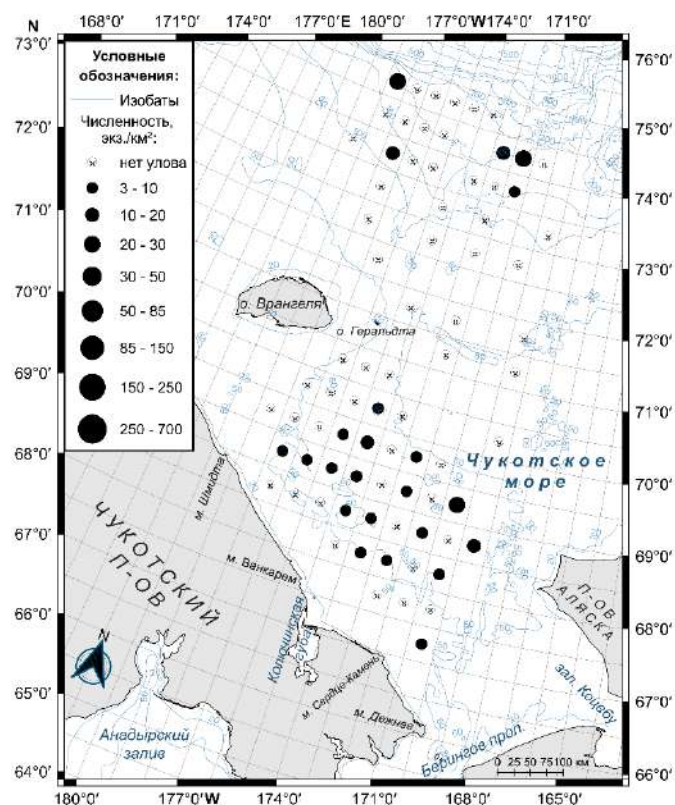 N
168°0' 171°0' 174°0' 177°0'E 180°0' 177°0'W 174°0' 171°0'
73°0'
72°0'
71°0'
70°0'
69°0'
68°0'
67°0'
66°0'
65°0'
64°0'
76°0'
75°0'
74°0'
73°0'
72°0'
71°0'
70°0'
69°0'
68°0'
67°0'
66°0'
Условные
обозначения:
Изобаты
Численность,
экз./км²:
нет улова
3 - 10
10 - 20
20 - 30
30 - 50
50 - 85
85 - 150
150 - 250
250 - 700
о. Врангеля
о. Геральдта
Чукотское
море
м. Шмидта
ЧУКОТСКИЙ
П-ОВ
м. Ванкарем
Колючинская
губа
П-ОВ
АЛЯСКА
м. Сердце-Камень
м. Дежнев
зал. Коцебу
N
Анадырский
залив
Берингов прол.
0 25 50 75 100 км
180°0' 177°0'W 174°0' 171°0' 168°0' 165°0'